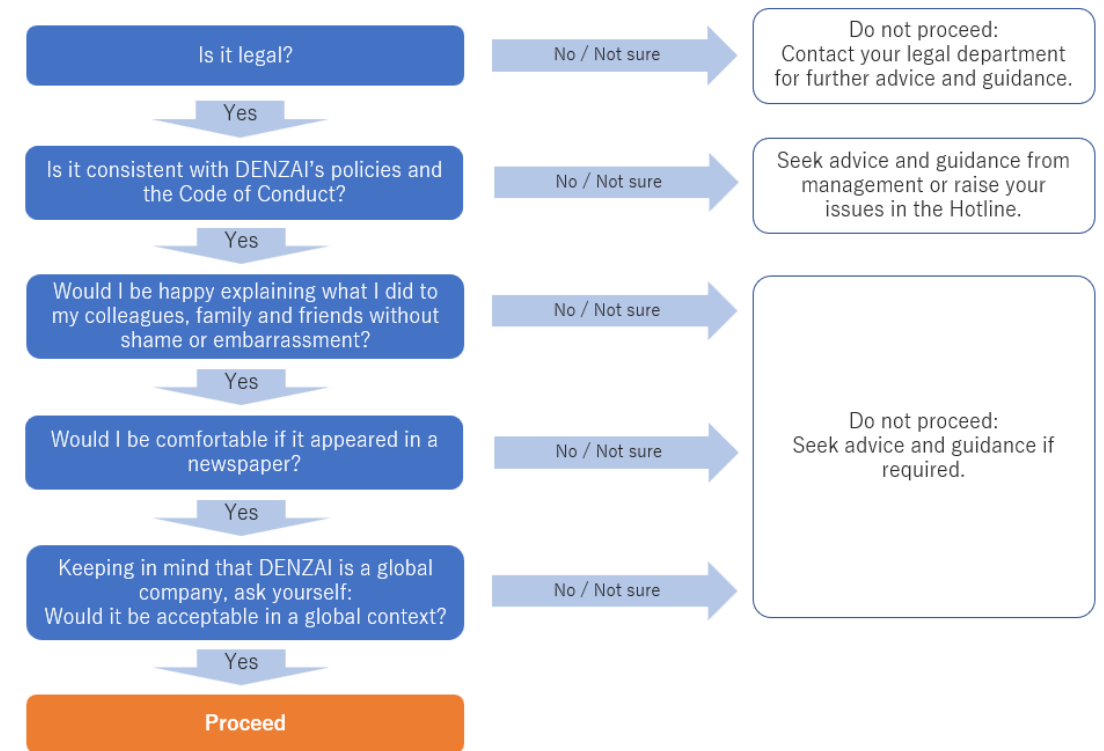 Is it legal?
No / Not sure
Do not proceed:
Contact your legal department
for further advice and guidance.
Yes
Is it consistent with DENZAI's policies and
the Code of Conduct?
No / Not sure
Seek advice and guidance from
management or raise your
issues in the Hotline.
Yes
Would I be happy explaining what I did to
my colleagues, family and friends without
shame or embarrassment?
No / Not sure
Yes
Would I be comfortable if it appeared in a
newspaper?
No / Not sure
Do not proceed:
Seek advice and guidance if
required.
Yes
Keeping in mind that DENZAI is a global
company, ask yourself:
Would it be acceptable in a global context?
No / Not sure
Yes
Proceed